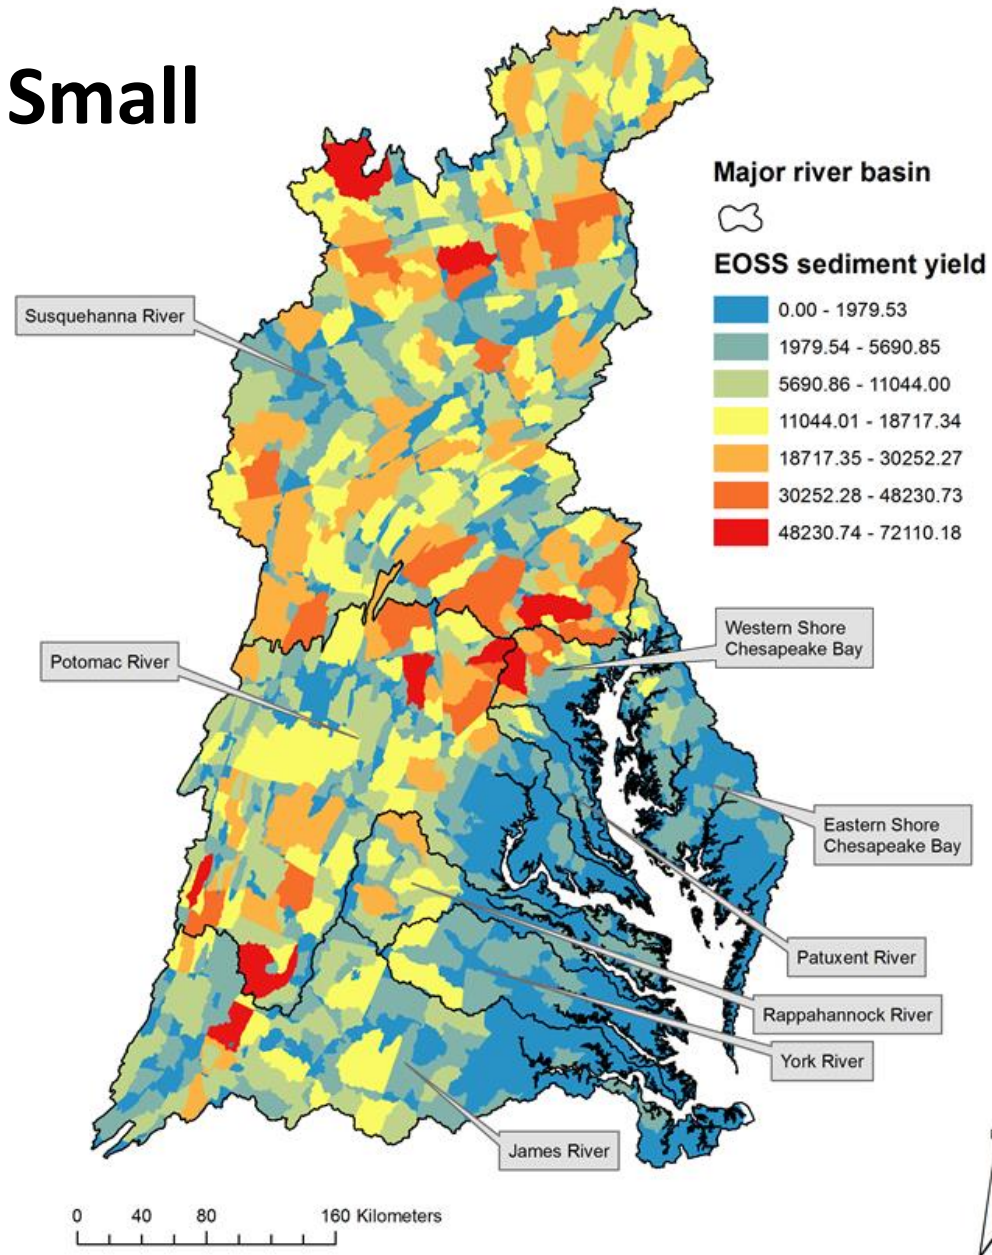 Small
Major river basin
EOSS sediment yield
0.00 - 1979.53
1979.54 - 5690.85
5690.86 - 11044.00
11044.01 - 18717.34
18717.35 - 30252.27
30252.28 - 48230.73
48230.74 - 72110.18
Susquehanna River
Western Shore
Chesapeake Bay
Potomac River
Eastern Shore
Chesapeake Bay
Patuxent River
Rappahannock River
York River
James River
0 40 80 160 Kilometers